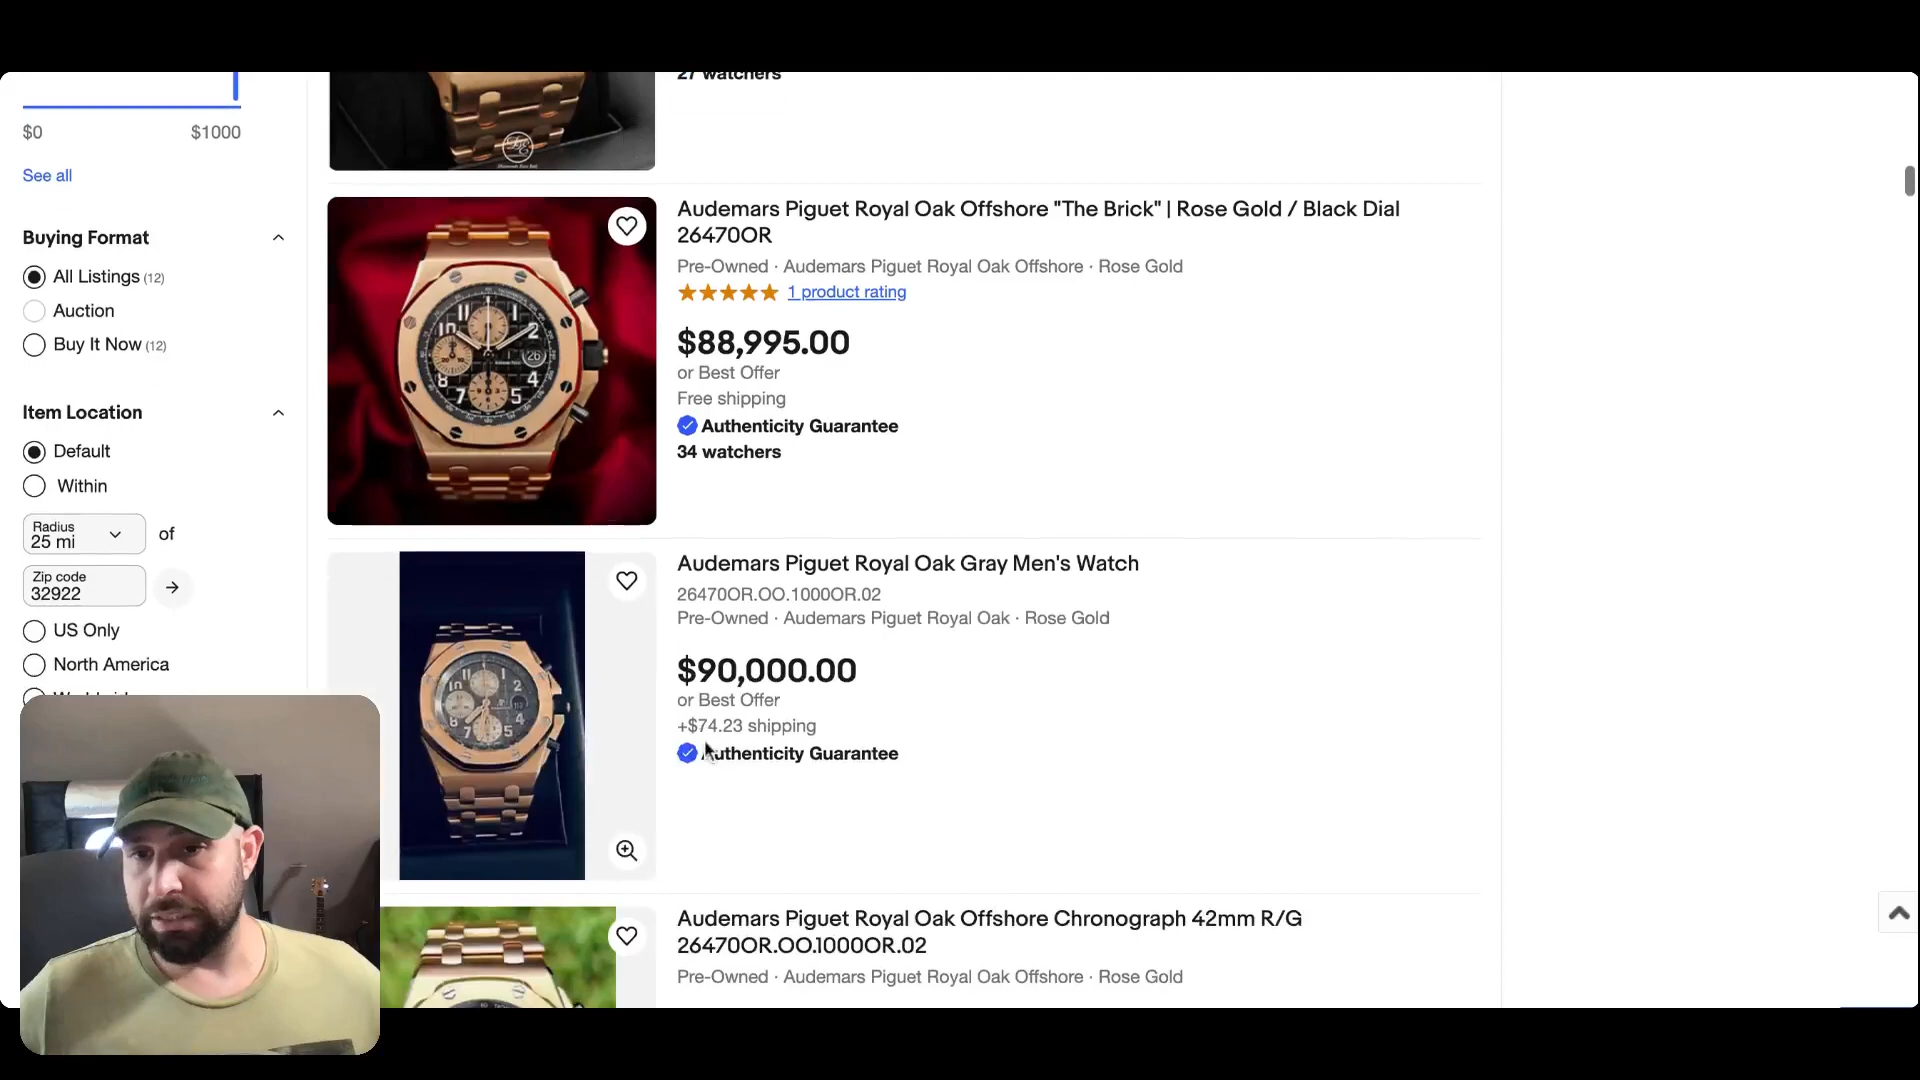 27 watchers
$0 $1000
See all
Buying Format
All Listings (12)
Auction
Buy It Now (12)
Item Location
Default
Within
Radius
25 mi
of
Zip code
32922
US Only
North America
Audemars Piguet Royal Oak Offshore "The Brick" | Rose Gold / Black Dial
26470OR
Pre-Owned · Audemars Piguet Royal Oak Offshore · Rose Gold
1 product rating
$88,995.00
or Best Offer
Free shipping
Authenticity Guarantee
34 watchers
Audemars Piguet Royal Oak Gray Men's Watch
26470OR.OO.1000OR.02
Pre-Owned · Audemars Piguet Royal Oak · Rose Gold
$90,000.00
or Best Offer
+$74.23 shipping
Authenticity Guarantee
Audemars Piguet Royal Oak Offshore Chronograph 42mm R/G
26470OR.OO.1000OR.02
Pre-Owned · Audemars Piguet Royal Oak Offshore · Rose Gold